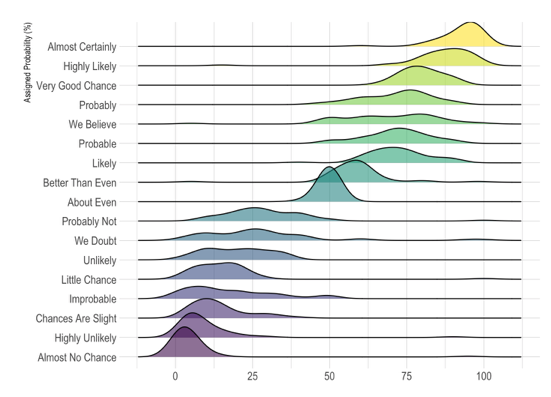 Assigned Probability (%)
Almost Certainly
Highly Likely
Very Good Chance
Probably
We Believe
Probable
Likely
Better Than Even
About Even
Probably Not
We Doubt
Unlikely
Little Chance
Improbable
Chances Are Slight
Highly Unlikely
Almost No Chance
0 25 50 75 100